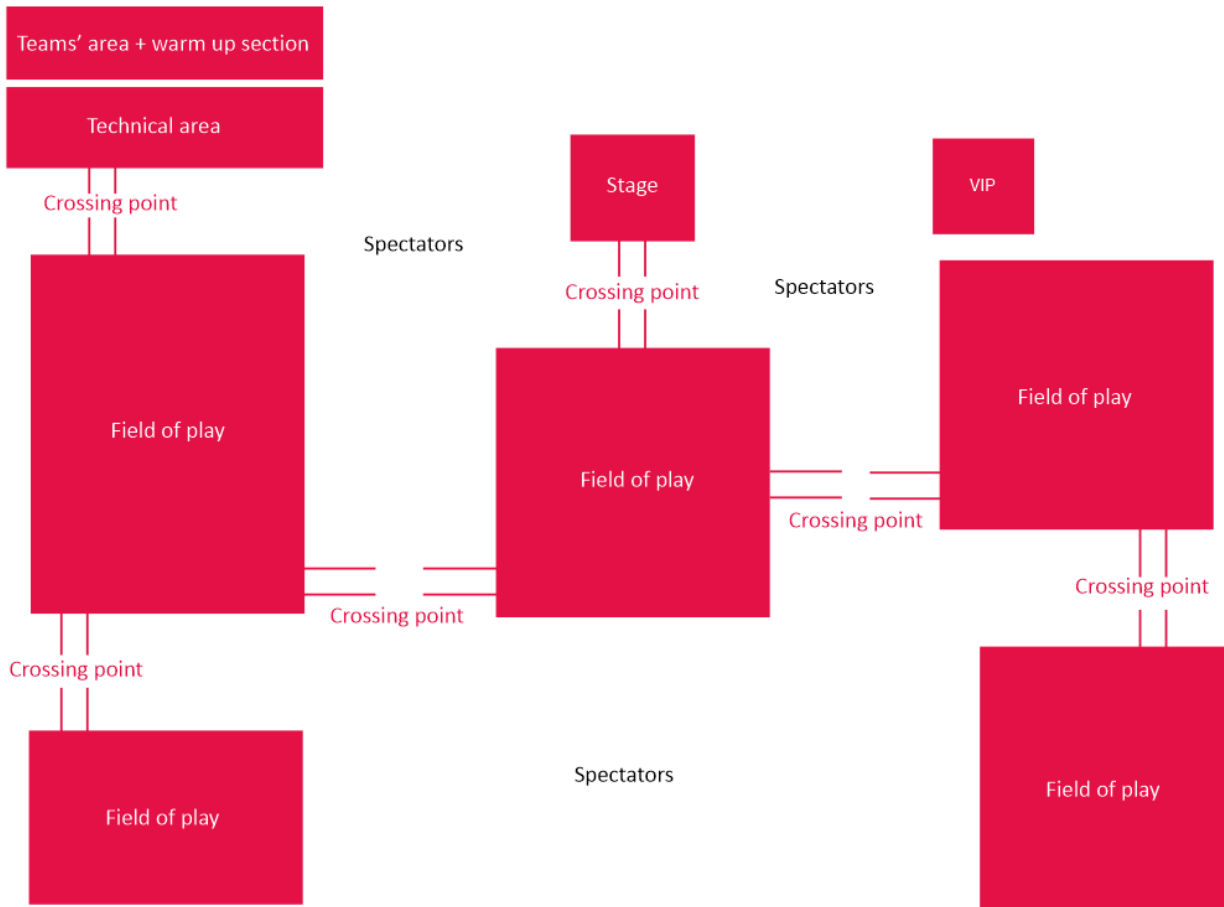 Teams' area + warm up section
Technical area
Crossing point
Stage
VIP
Spectators
Crossing point
Spectators
Field of play
Field of play
Field of play
Crossing point
Crossing point
Crossing point
Crossing point
Spectators
Field of play
Field of play